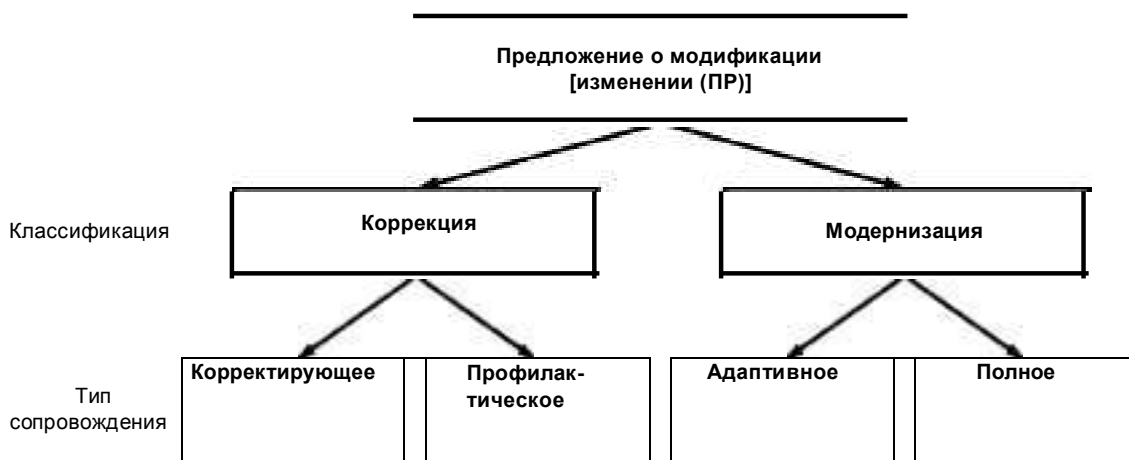 Предложение о модификации
[изменении (ПР)]
Классификация
Коррекция
Модернизация
Тип
сопровождения
Корректирующее
Профилак-
тическое
Адаптивное
Полное